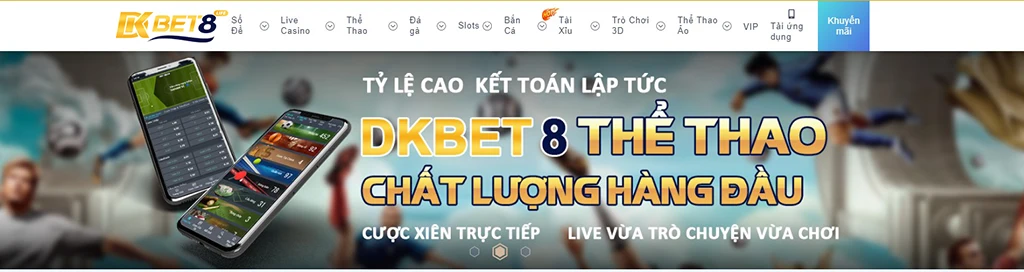 DK BET8
Số Đề
Live Casino
Thể Thao
Đá gà
Slots
Bắn Cá
Tài Xỉu
Trò Chơi 3D
Thể Thao Ảo
VIP
Tải ứng dụng
Khuyến mãi
TỶ LỆ CAO KẾT TOÁN LẬP TỨC
DKBET 8 THỂ THAO
CHẤT LƯỢNG HÀNG ĐẦU
CƯỢC XIÊN TRỰC TIẾP LIVE VỪA TRÒ CHUYỆN VỪA CHƠI